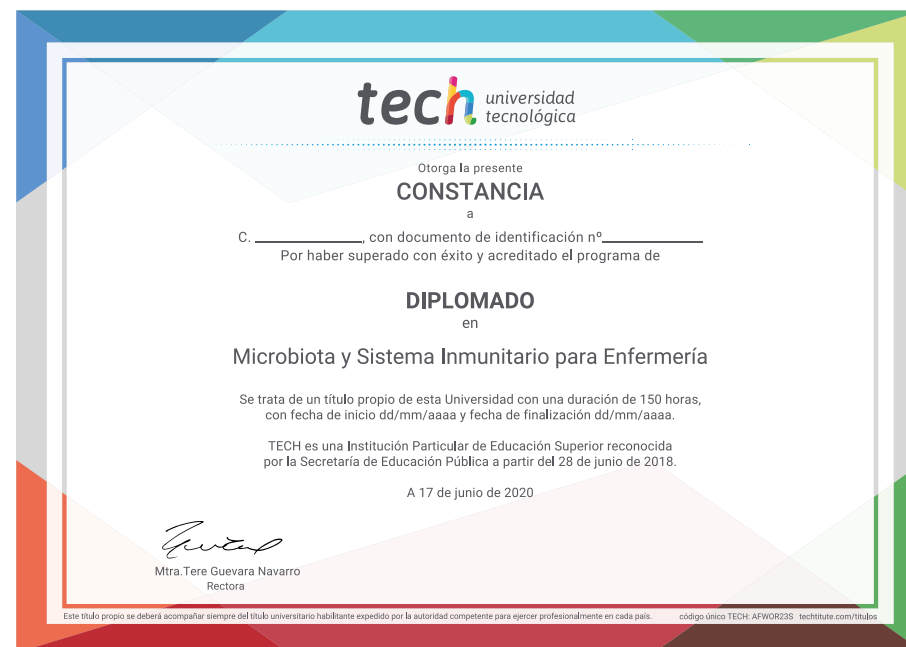 tech universidad
tecnológica
Otorga la presente
CONSTANCIA
a
C. ____________, con documento de identificación nº____________
Por haber superado con éxito y acreditado el programa de
DIPLOMADO
en
Microbiota y Sistema Inmunitario para Enfermería
Se trata de un título propio de esta Universidad con una duración de 150 horas,
con fecha de inicio dd/mm/aaaa y fecha de finalización dd/mm/aaaa.
TECH es una Institución Particular de Educación Superior reconocida
por la Secretaría de Educación Pública a partir del 28 de junio de 2018.
A 17 de junio de 2020
Mtra.Tere Guevara Navarro
Rectora
Este título propio se deberá acompañar siempre del título universitario habilitante expedido por la autoridad competente para ejercer profesionalmente en cada país. código único TECH: AFWOR23S techtitute.com/titulos